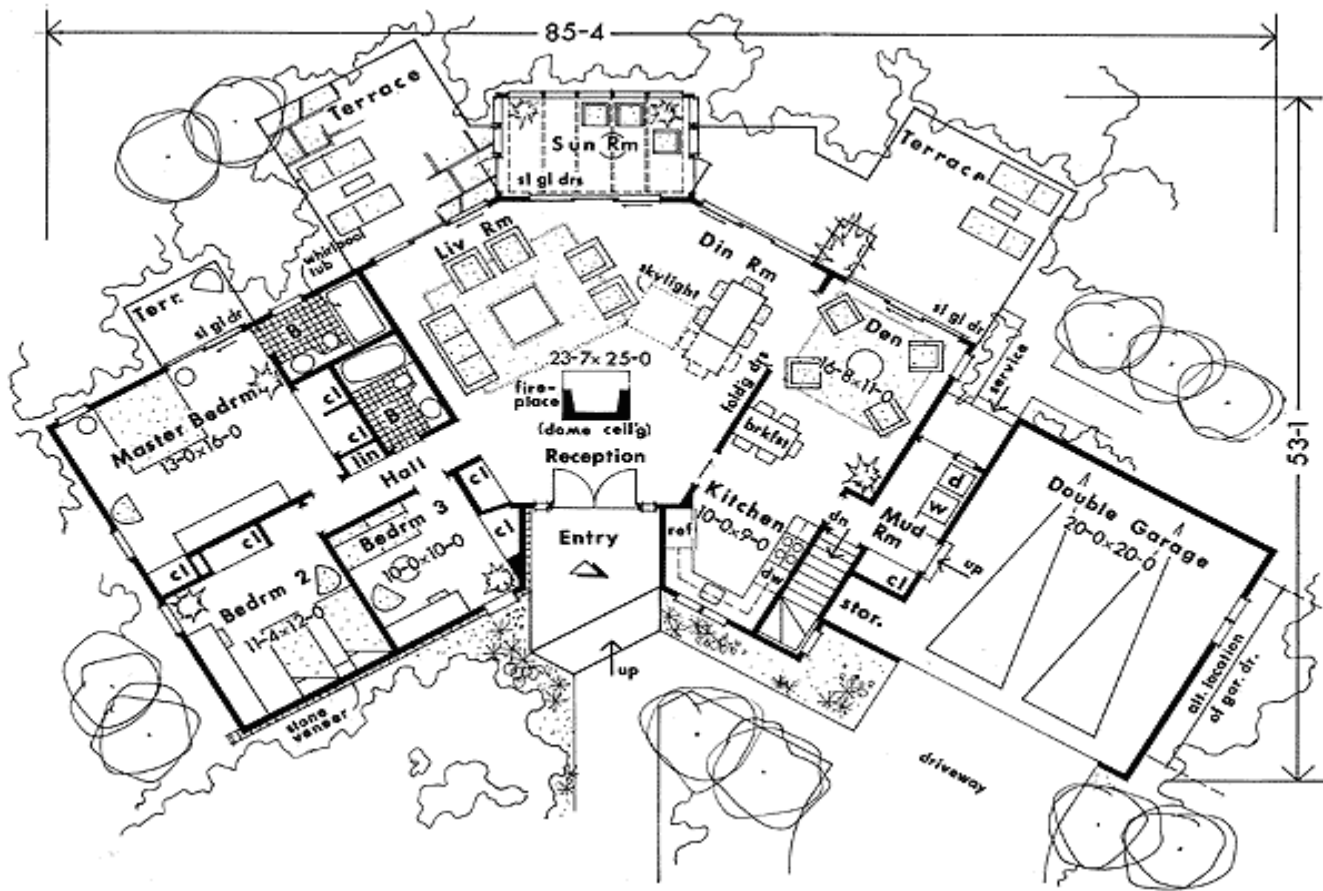 85-4
Terrace
Sun Rm
sl gl drs
Terrace
whirlpool
tub
Liv Rm
Din Rm
skylight
Terr.
sl gl dr
B
Den
16-8x11-0
sl gl dr
service
53-1
23-7x25-0
fire-
place
(dome ceil'g)
foldig drs
Master Bedrm
13-0x16-0
cl
cl
lin
B
Hall
Reception
brkfst
Kitchen
10-0x9-0
d
w
Mud
Rm
Double Garage
20-0x20-0
cl
cl
Bedrm 3
10-0x10-0
Entry
ref
dn
dw
up
cl
stor.
cl
cl
Bedrm 2
11-4x12-0
up
stone
veneer
alt. location
of gar. dr.
driveway